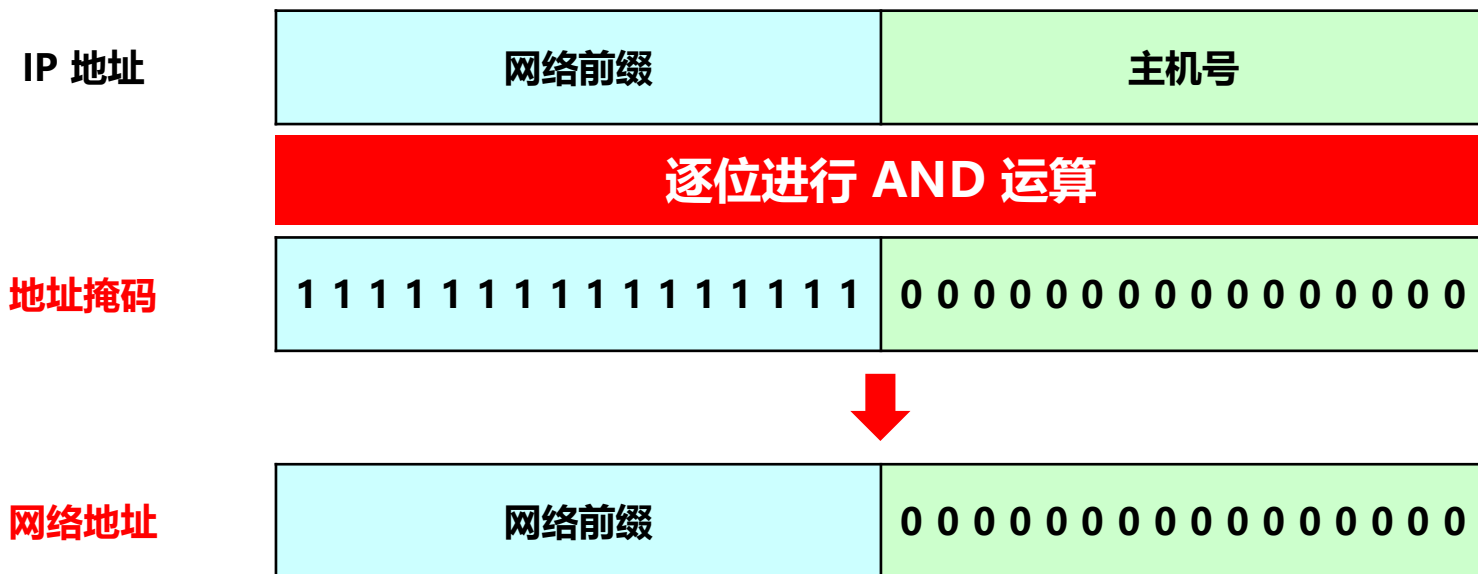 IP 地址 网络前缀 主机号
逐位进行 AND 运算
地址掩码 1 1 1 1 1 1 1 1 1 1 1 1 1 1 1 1 0 0 0 0 0 0 0 0 0 0 0 0 0 0 0 0
网络地址 网络前缀 0 0 0 0 0 0 0 0 0 0 0 0 0 0 0 0